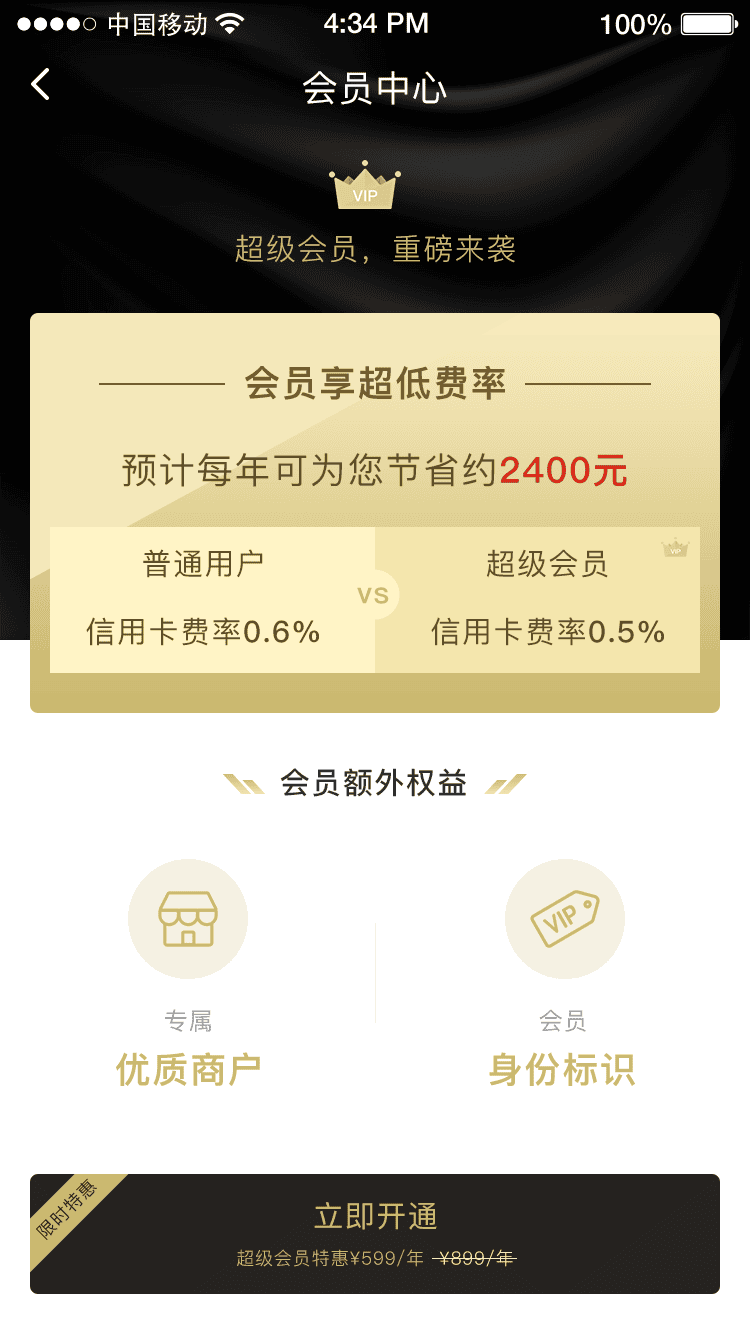 中国移动 4:34 PM 100%
会员中心
VIP
超级会员，重磅来袭
会员享超低费率
预计每年可为您节省约2400元
普通用户
信用卡费率0.6%
VS
VIP
超级会员
信用卡费率0.5%
会员额外权益
专属
优质商户
VIP
会员
身份标识
限时特惠
立即开通
超级会员特惠¥599/年 ¥899/年